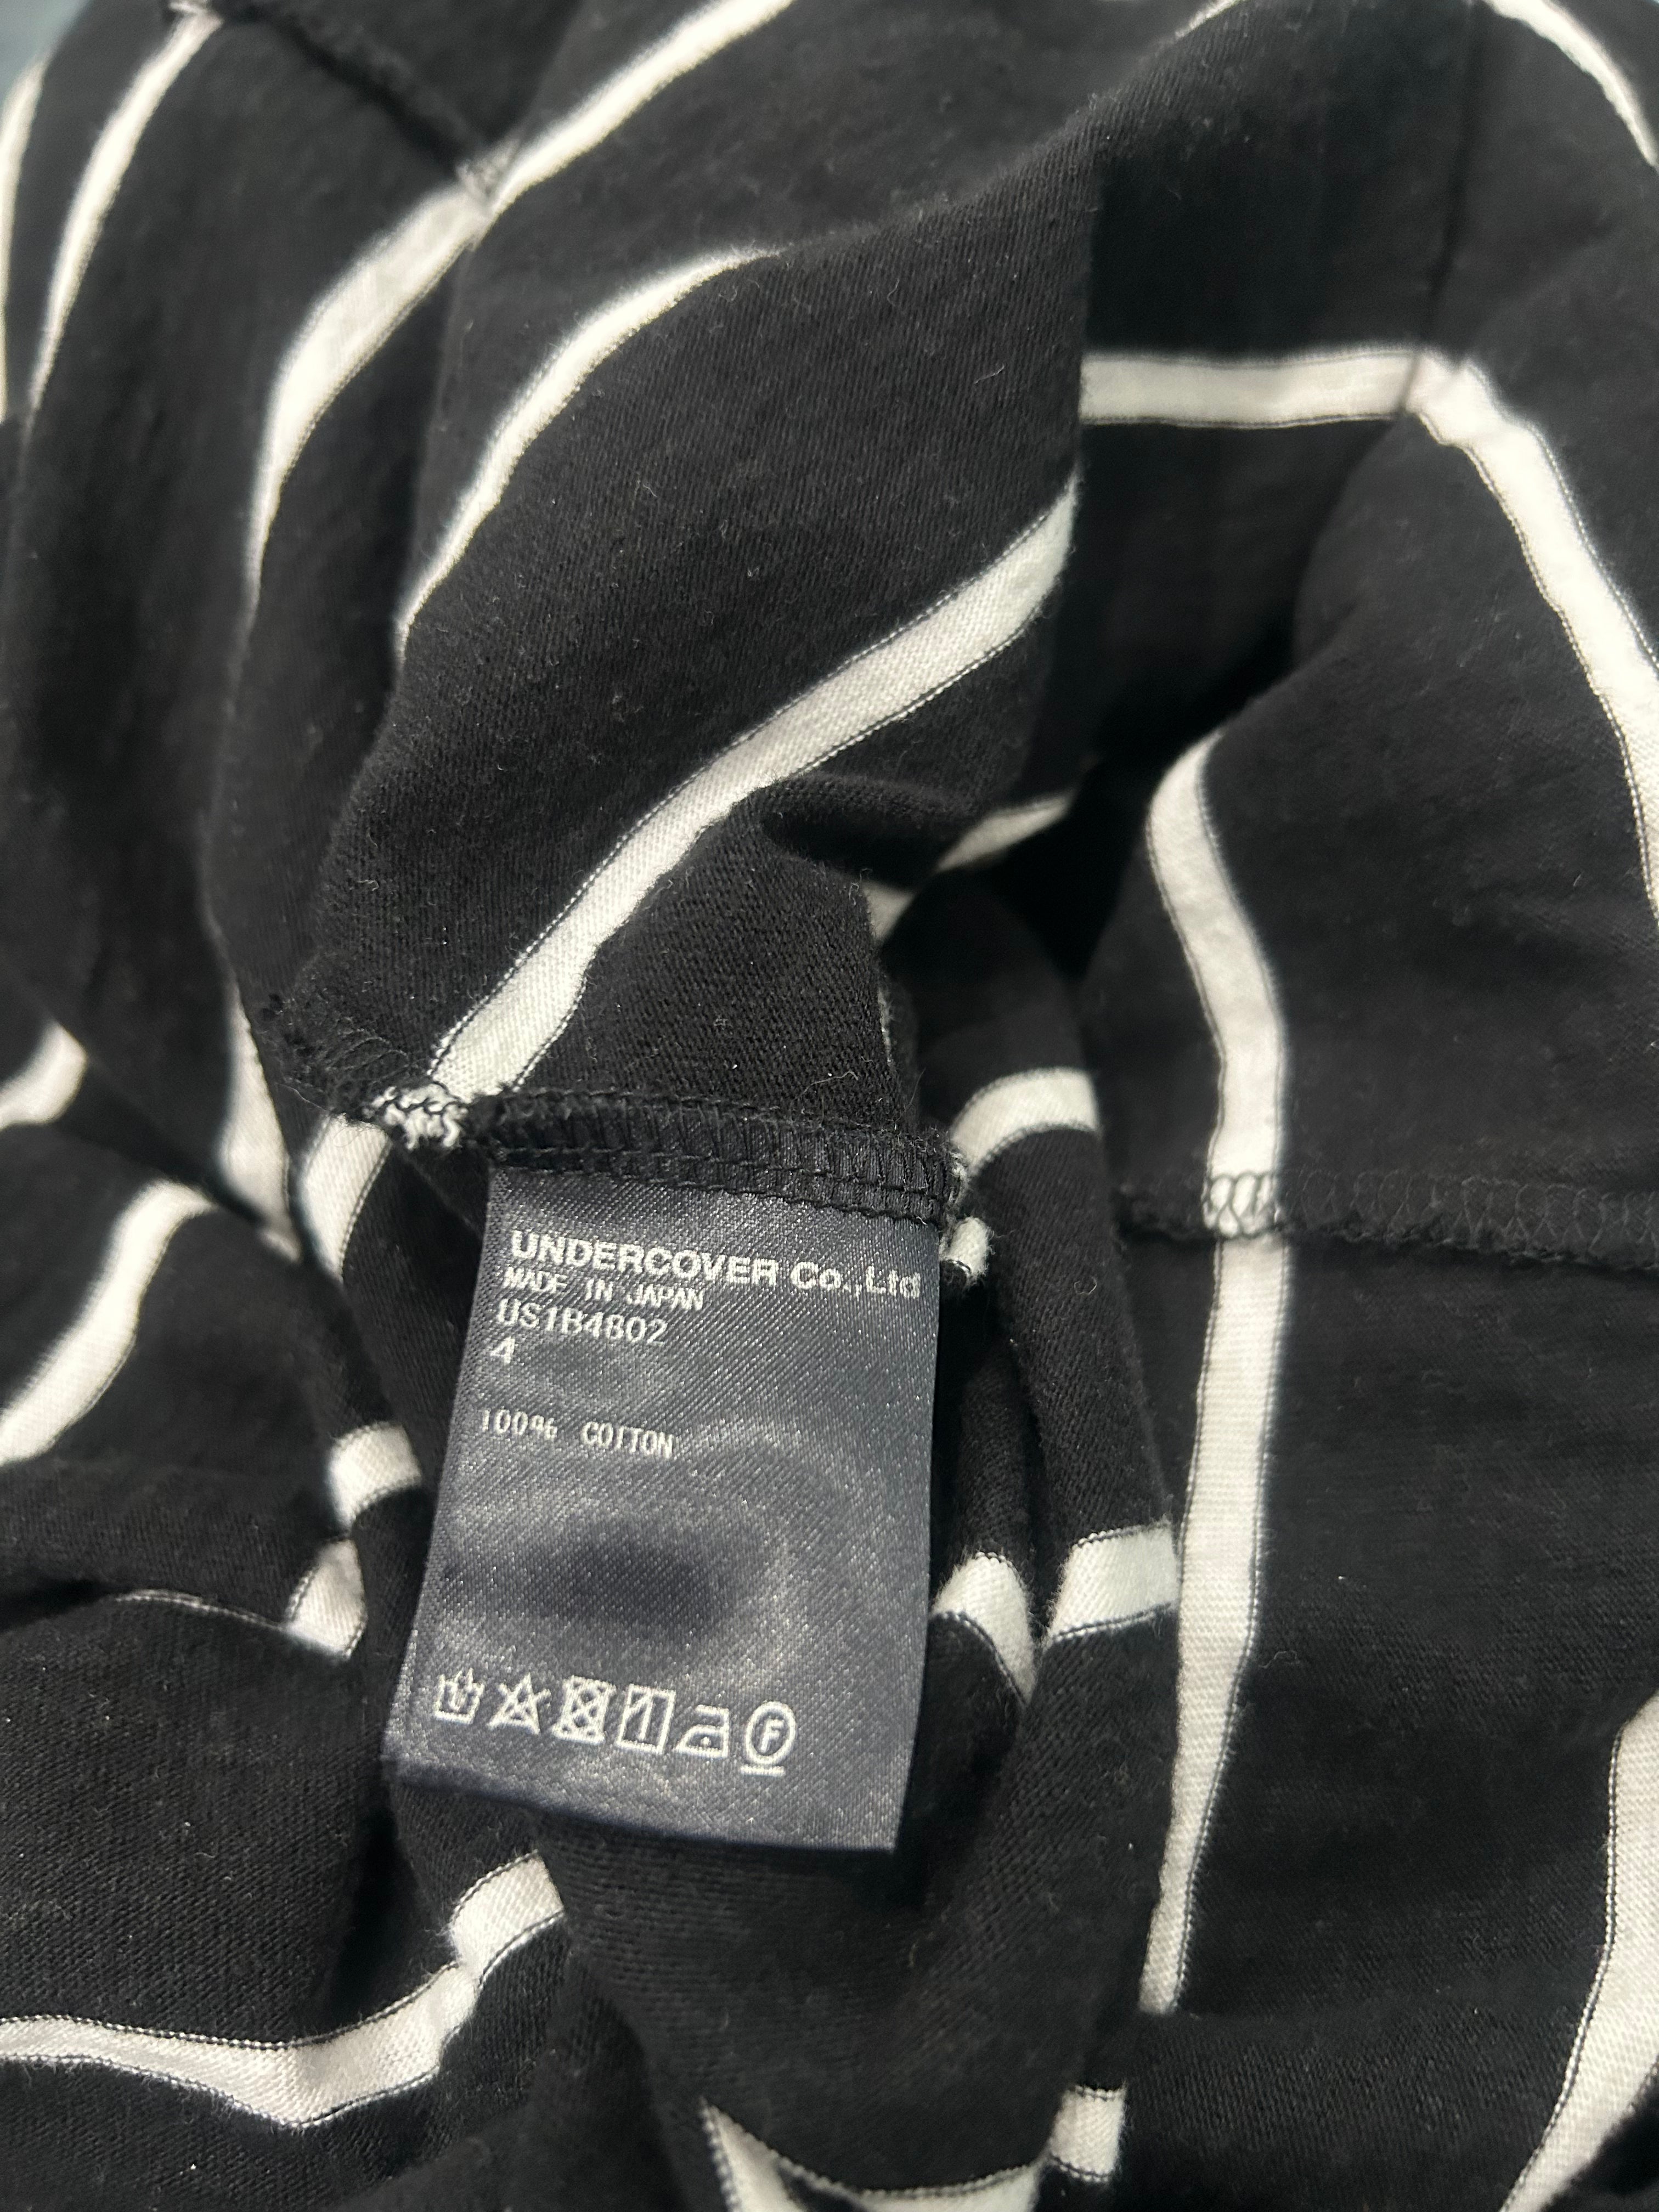 UNDERCOVER Co.,Ltd
MADE IN JAPAN
US1B4802
4
100% COTTON
F